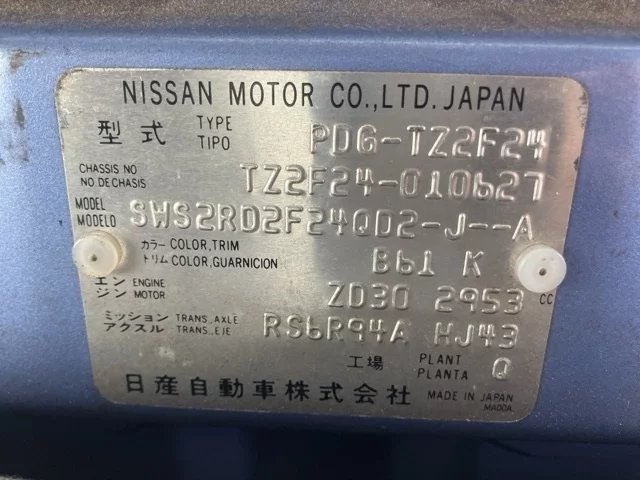 NISSAN MOTOR CO.,LTD. JAPAN
型式 TYPE TIPO PDG-TZ2F24
CHASSIS NO NO.DE CHASIS TZ2F24-010627
MODEL MODELO SWS2RD2F24QD2-J--A
カラー COLOR,TRIM
トリム COLOR,GUARNICION B61 K
エンジン ENGINE MOTOR ZD30 2953 CC
ミッション TRANS.,AXLE
アクスル TRANS.,EJE RS6R94A HJ43
工場 PLANT PLANTA Q
日産自動車株式会社 MADE IN JAPAN
MADOA